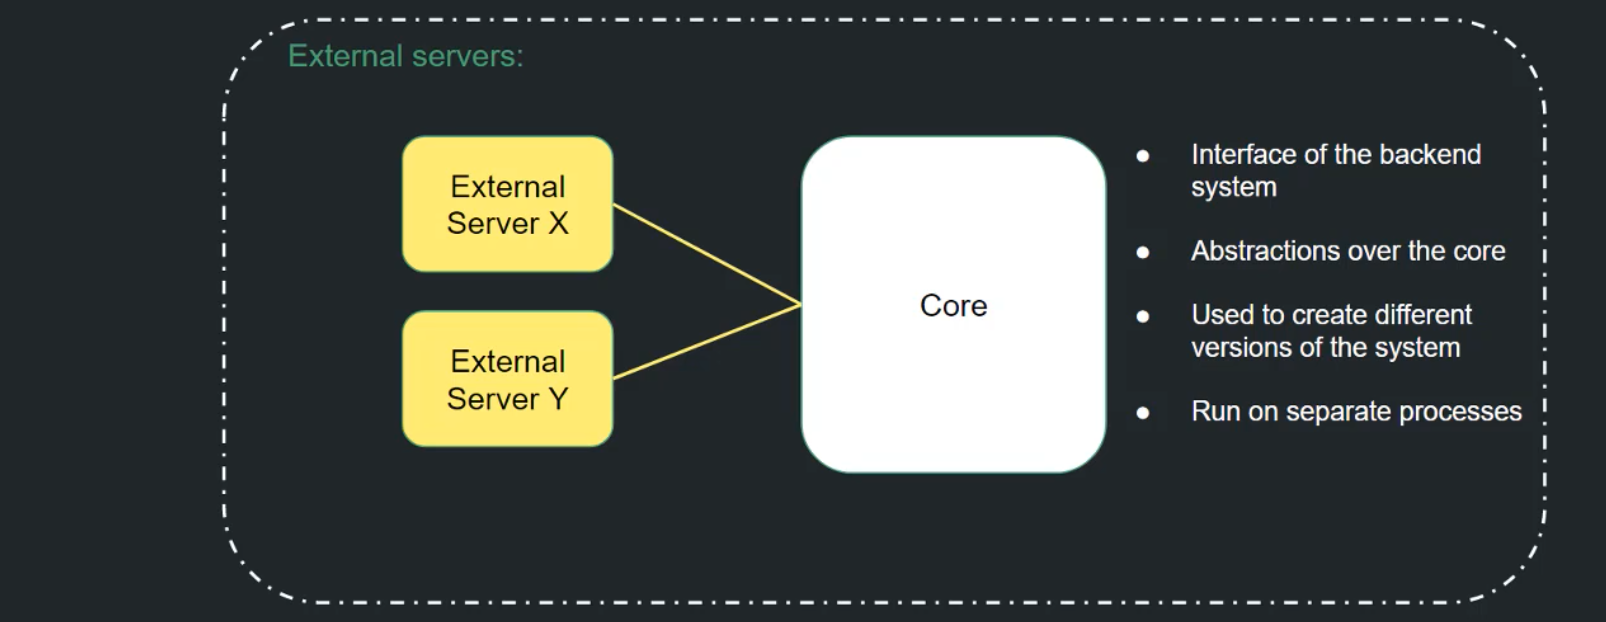 External servers:
External
Server X
External
Server Y
Core
● Interface of the backend
system
● Abstractions over the core
● Used to create different
versions of the system
● Run on separate processes